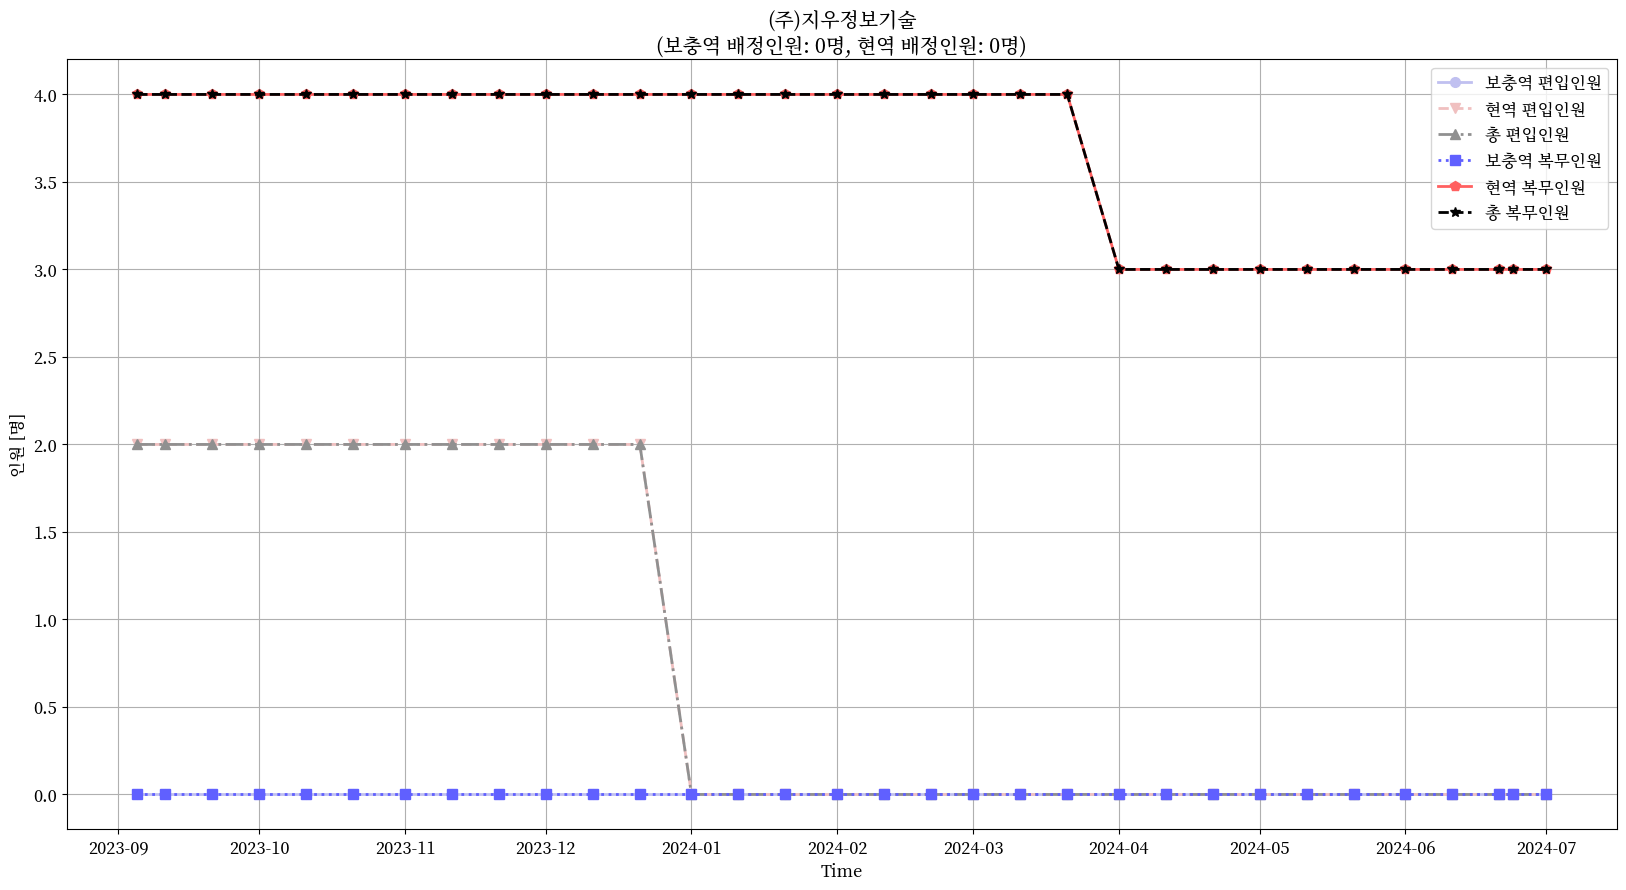 (주)지우정보기술
(보충역 배정인원: 0명, 현역 배정인원: 0명)
보충역 편입인원
현역 편입인원
총 편입인원
보충역 복무인원
현역 복무인원
총 복무인원
4.0
3.5
3.0
2.5
2.0
1.5
1.0
0.5
0.0
인원 [명]
2023-09 2023-10 2023-11 2023-12 2024-01 2024-02 2024-03 2024-04 2024-05 2024-06 2024-07
Time